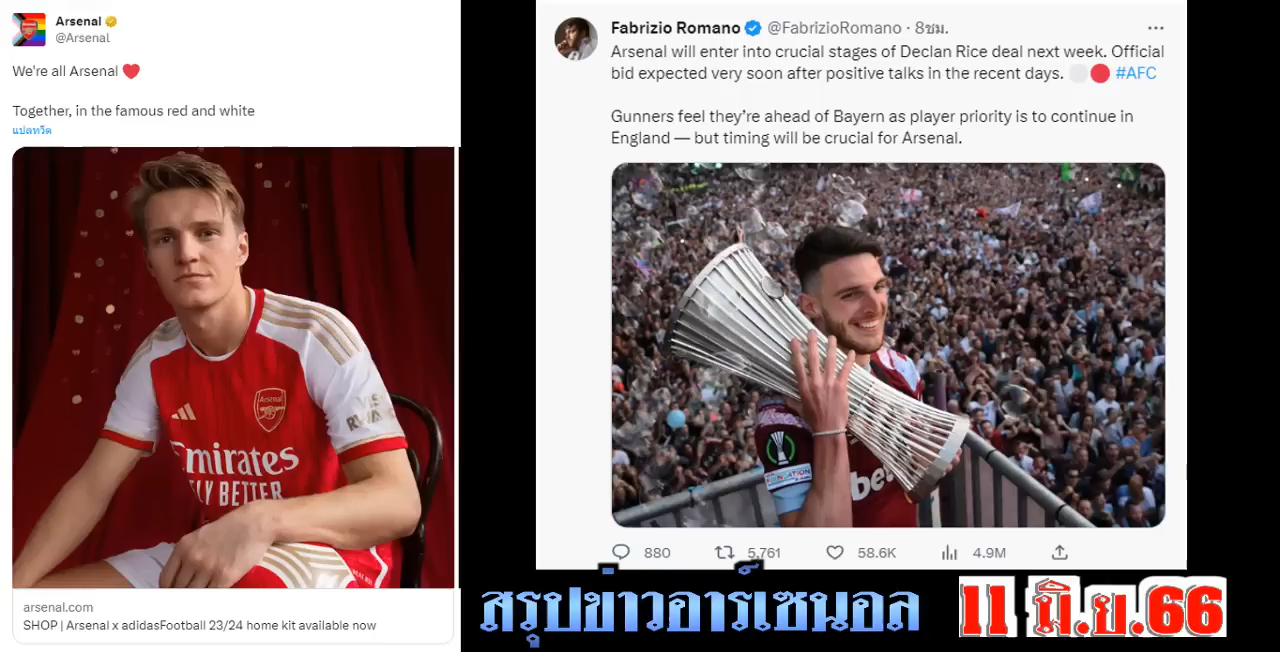 Arsenal
@Arsenal
We're all Arsenal
Together, in the famous red and white
แปลทวีต
Arsenal
Emirates
FLY BETTER
arsenal.com
SHOP | Arsenal x adidasFootball 23/24 home kit available now
Fabrizio Romano @FabrizioRomano · 8ชม.
Arsenal will enter into crucial stages of Declan Rice deal next week. Official
bid expected very soon after positive talks in the recent days. #AFC
Gunners feel they're ahead of Bayern as player priority is to continue in
England — but timing will be crucial for Arsenal.
880 5,761 58.6K 4.9M
สรุปข่าวอาร์เซนอล 11 มิ.ย.66